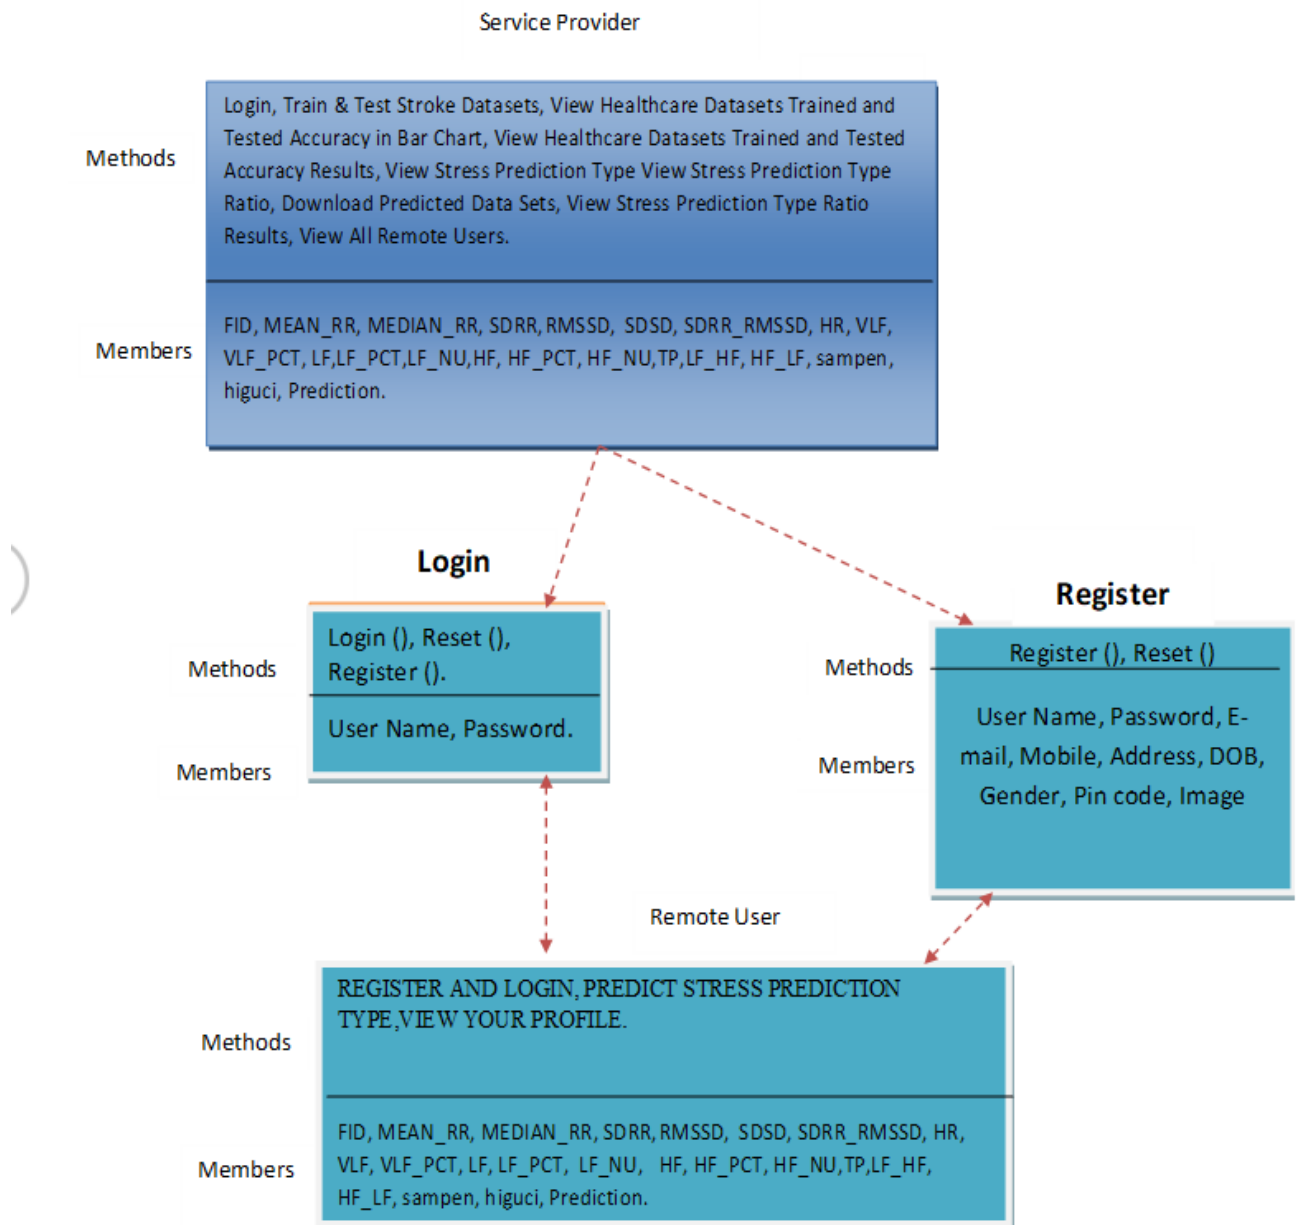 Service Provider
Login, Train & Test Stroke Datasets, View Healthcare Datasets Trained and
Tested Accuracy in Bar Chart, View Healthcare Datasets Trained and Tested
Methods
Accuracy Results, View Stress Prediction Type View Stress Prediction Type
Ratio, Download Predicted Data Sets, View Stress Prediction Type Ratio
Results, View All Remote Users.
FID, MEAN_RR, MEDIAN_RR, SDRR, RMSSD, SDSD, SDRR_RMSSD, HR, VLF,
Members
VLF_PCT, LF,LF_PCT,LF_NU,HF, HF_PCT, HF_NU,TP,LF_HF, HF_LF, sampen,
higuci, Prediction.
Login
Login (), Reset (),
Register ().
Methods
User Name, Password.
Members
Register
Register (), Reset ()
Methods
User Name, Password, E-
mail, Mobile, Address, DOB,
Gender, Pin code, Image
Members
Remote User
REGISTER AND LOGIN, PREDICT STRESS PREDICTION
TYPE,VIEW YOUR PROFILE.
Methods
FID, MEAN_RR, MEDIAN_RR, SDRR, RMSSD, SDSD, SDRR_RMSSD, HR,
VLF, VLF_PCT, LF, LF_PCT, LF_NU, HF, HF_PCT, HF_NU,TP,LF_HF,
HF_LF, sampen, higuci, Prediction.
Members